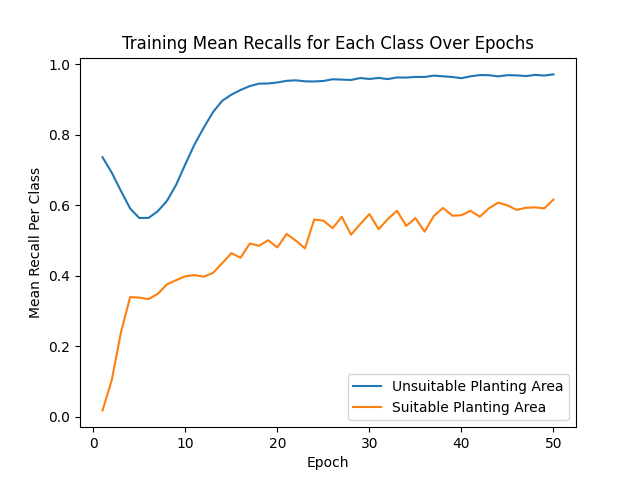 Training Mean Recalls for Each Class Over Epochs
Mean Recall Per Class
1.0
0.8
0.6
0.4
0.2
0.0
0 10 20 30 40 50
Epoch
Unsuitable Planting Area
Suitable Planting Area